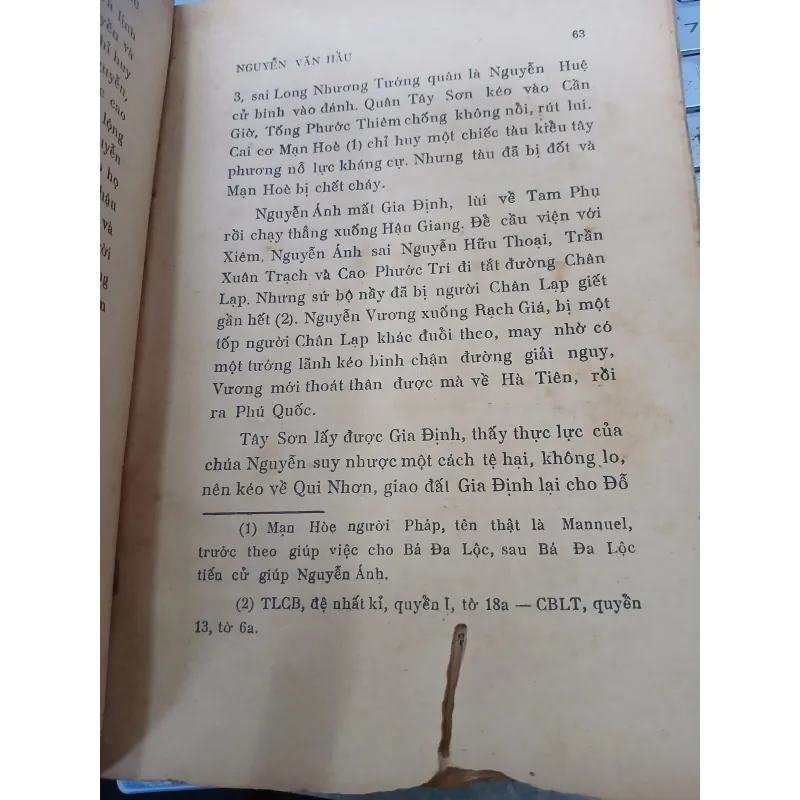 63
NGUYỄN VĂN HẦU
3, sai Long Nhương Tướng quân là Nguyễn Huệ
cử binh vào đánh. Quân Tây Sơn kéo vào Cần
Giờ, Tống Phước Thiêm chống không nổi, rút lui.
Cai cơ Mạn Hoè (1) chỉ huy một chiếc tàu kiểu tây
phương nỗ lực kháng cự. Nhưng tàu đã bị đốt và
Mạn Hoè bị chết cháy.
Nguyễn Ánh mất Gia Định, lùi về Tam Phụ
rồi chạy thẳng xuống Hậu Giang. Để cầu viện với
Xiêm, Nguyễn Ánh sai Nguyễn Hữu Thoại, Trần
Xuân Trạch và Cao Phước Trí đi tắt đường Chân
Lạp. Nhưng sứ bộ nầy đã bị người Chân Lạp giết
gần hết (2). Nguyễn Vương xuống Rạch Giá, bị một
tốp người Chân Lạp khác đuổi theo, may nhờ có
một tướng lãnh kéo binh chận đường giải nguy,
Vương mới thoát thân được mà về Hà Tiên, rồi
ra Phú Quốc.
Tây Sơn lấy được Gia Định, thấy thực lực của
chúa Nguyễn suy nhược một cách tệ hại, không lo,
nên kéo về Qui Nhơn, giao đất Gia Định lại cho Đỗ
(1) Mạn Hòe người Pháp, tên thật là Mannuel,
trước theo giúp việc cho Bá Đa Lộc, sau Bá Đa Lộc
tiến cử giúp Nguyễn Ánh.
(2) TLCB, đệ nhất kỉ, quyển I, tờ 18a — CBLT, quyển
13, tờ 6a.